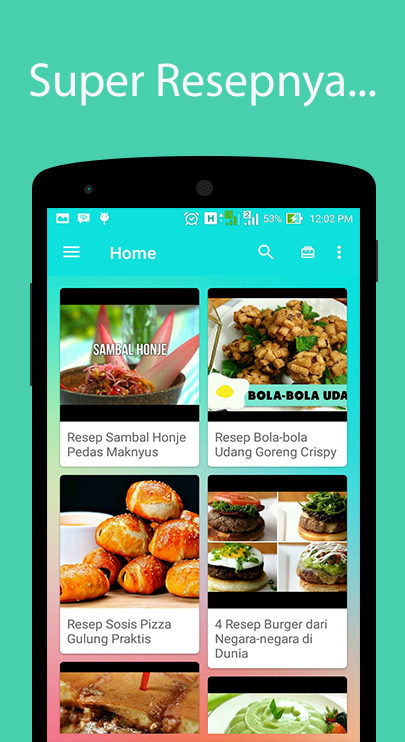 Super Resepnya...
H 2 53% 12:02 PM
Home
SAMBAL HONJE
BOLA-BOLA UDA
Resep Sambal Honje
Pedas Maknyus
Resep Bola-bola
Udang Goreng Crispy
Resep Sosis Pizza
Gulung Praktis
4 Resep Burger dari
Negara-negara di
Dunia